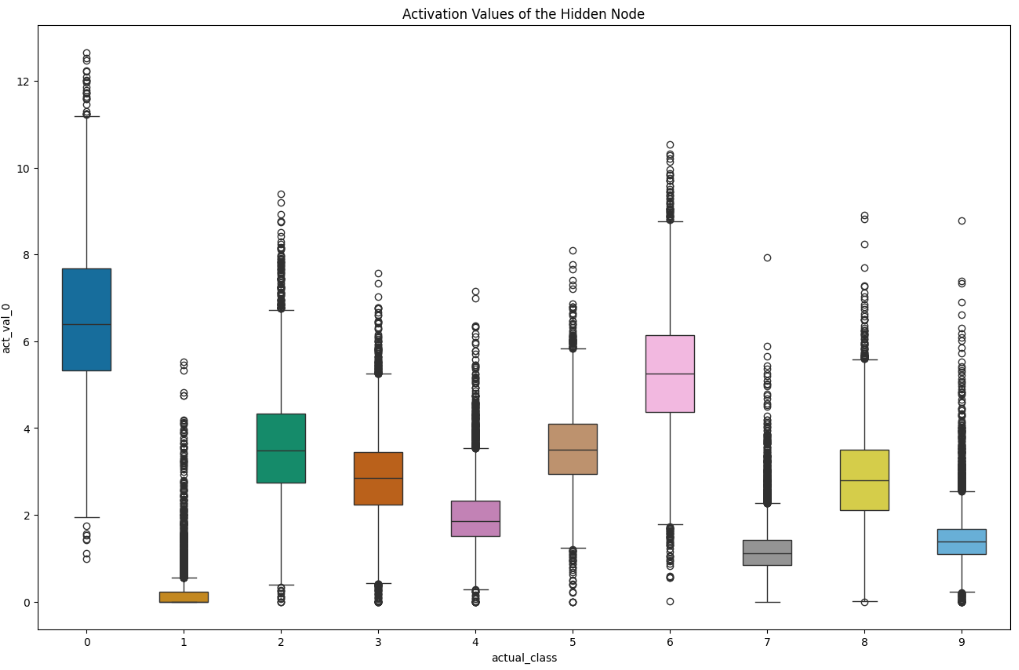 Activation Values of the Hidden Node
12
10
8
6
4
2
0
act_val_0
0 1 2 3 4 5 6 7 8 9
actual_class